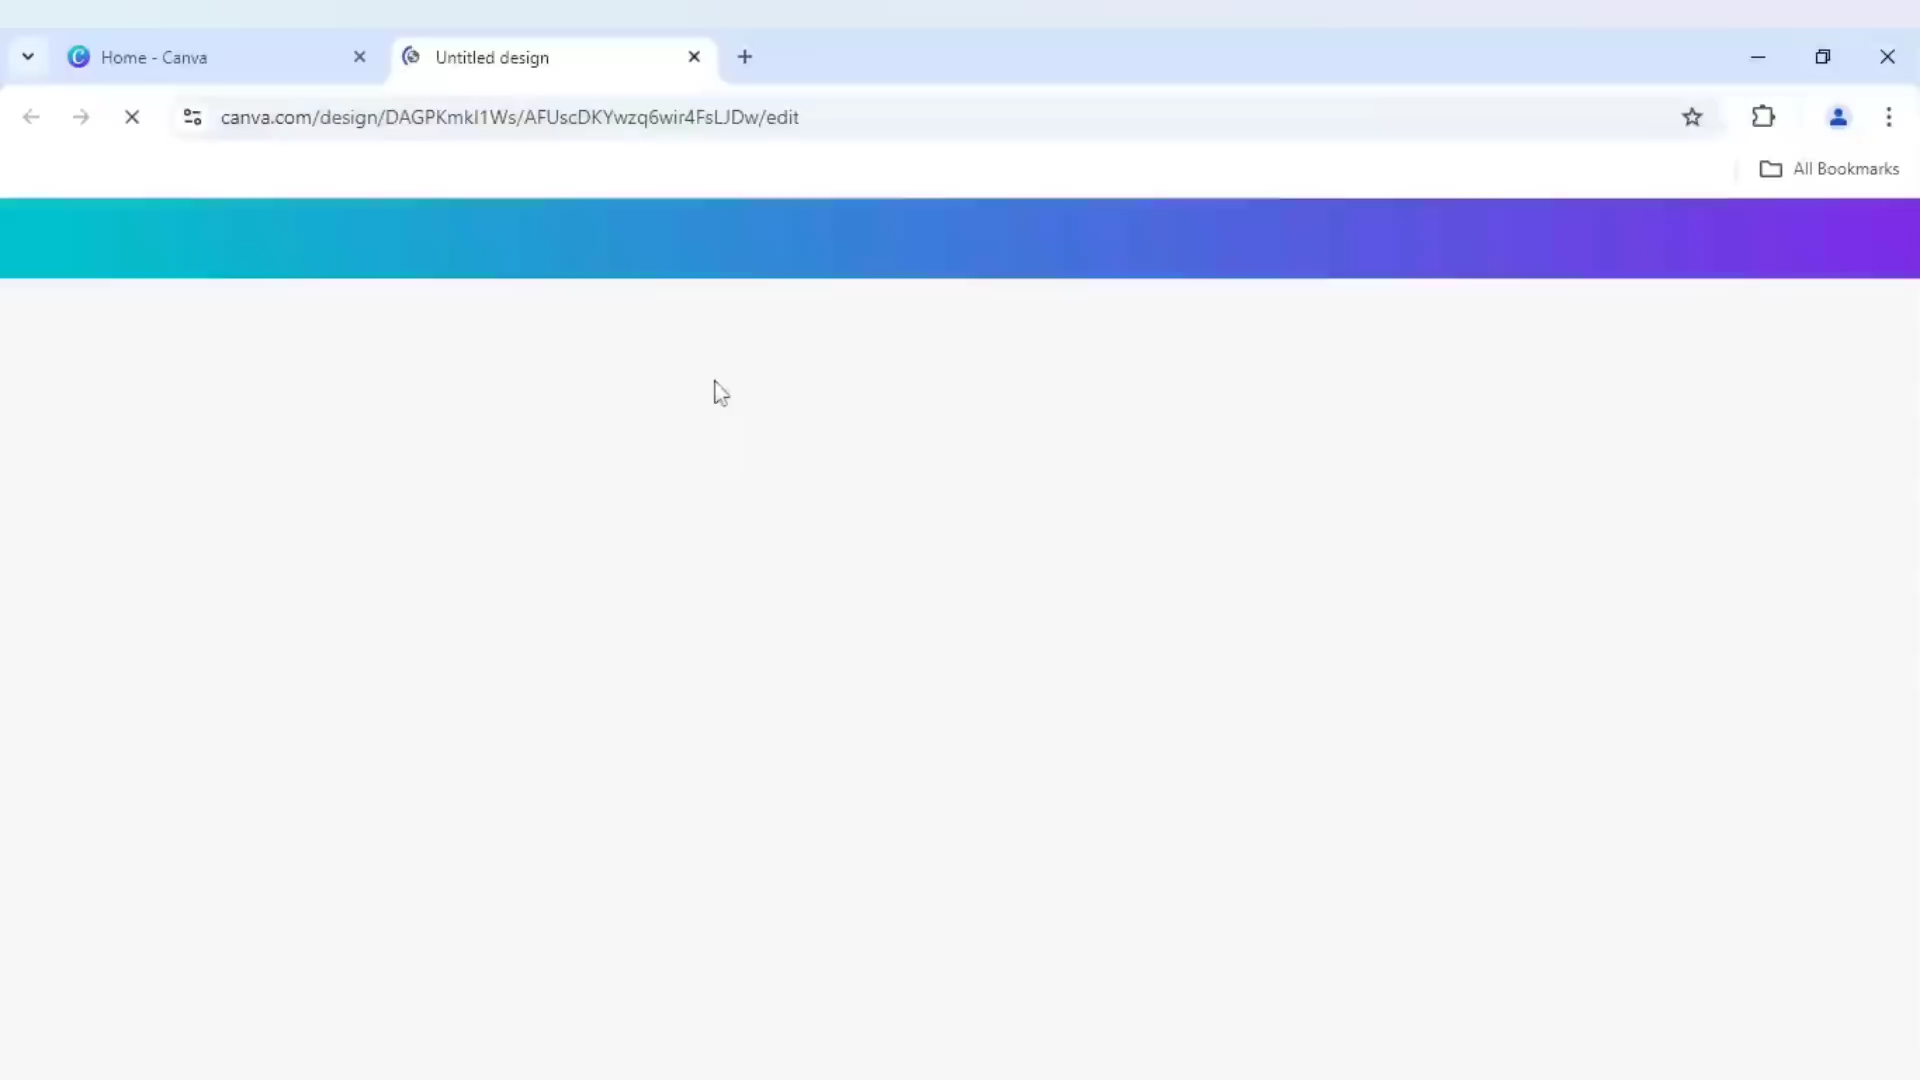 Home - Canva
Untitled design
canva.com/design/DAGPKmkI1Ws/AFUscDKYwzq6wir4FsLJDw/edit
All Bookmarks